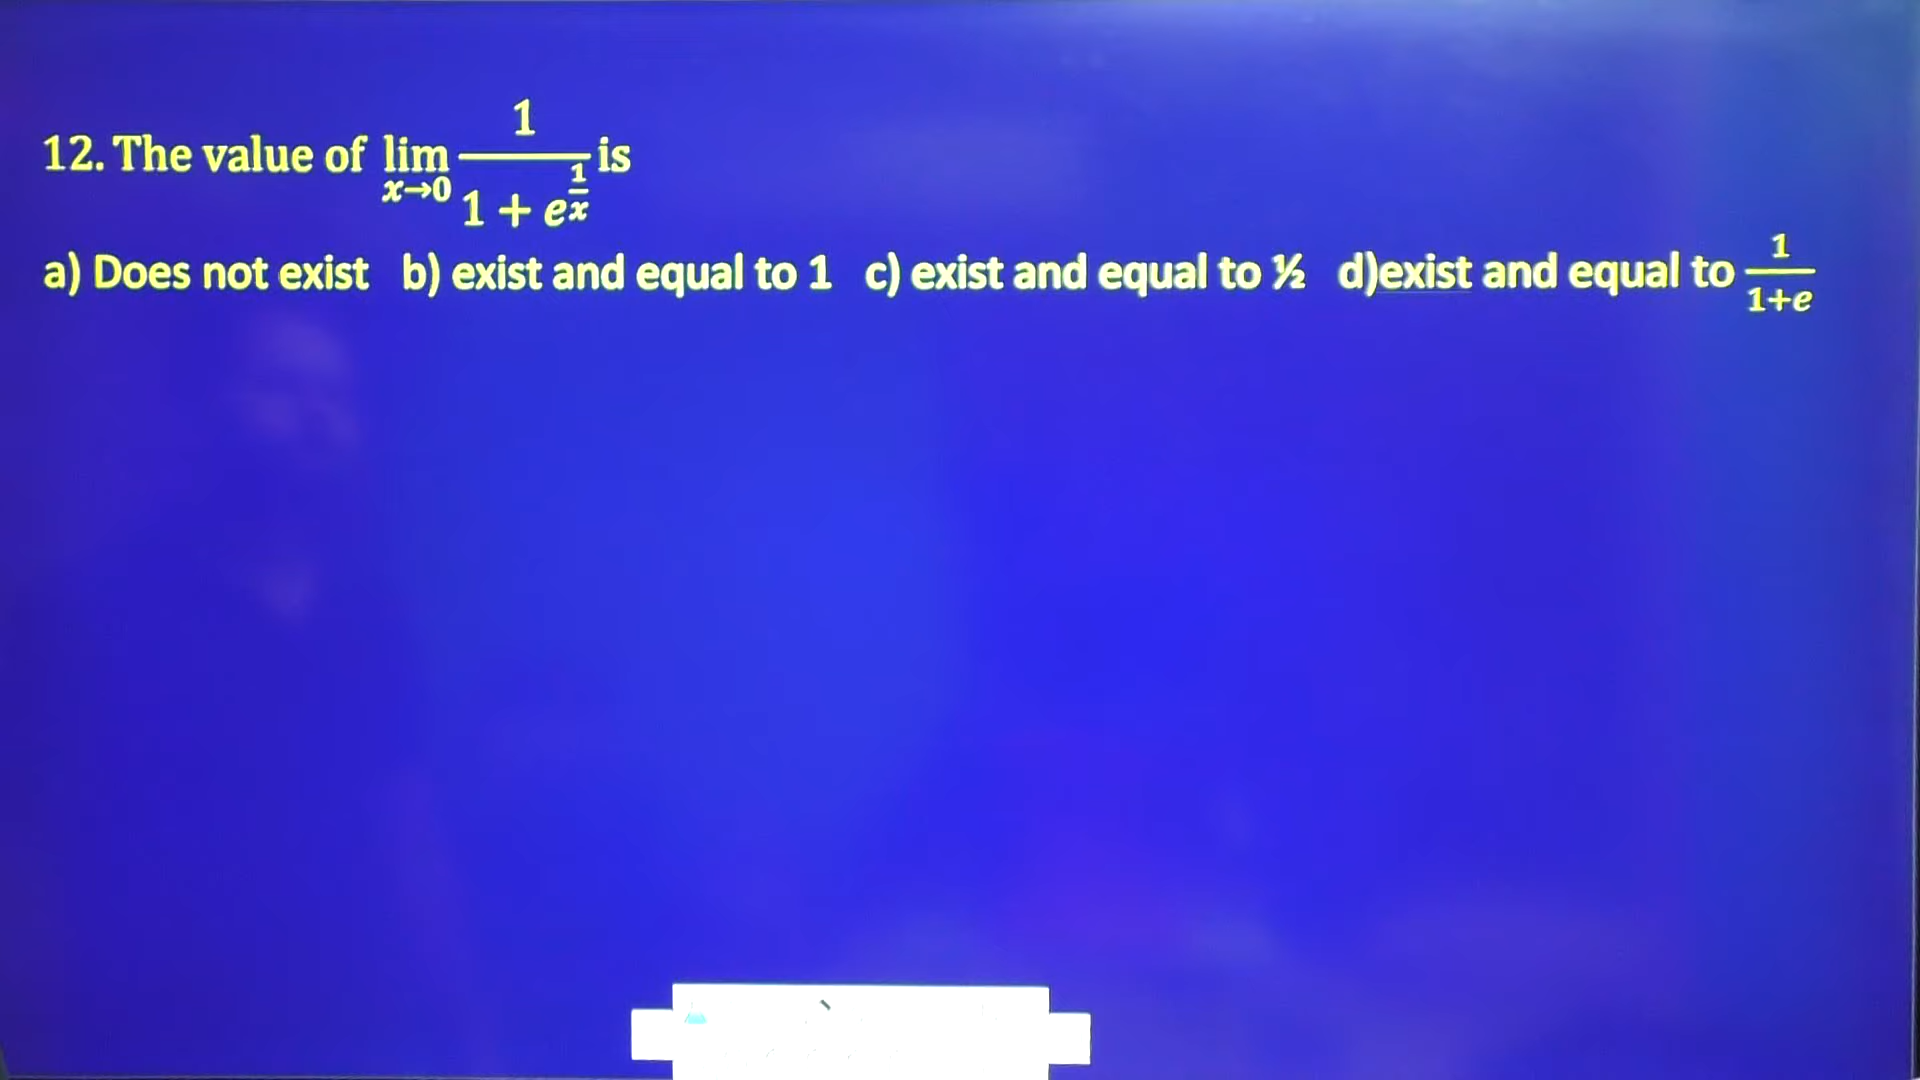 12. The value of lim x→0 1/(1 + e^(1/x)) is
a) Does not exist b) exist and equal to 1 c) exist and equal to ½ d)exist and equal to 1/(1+e)